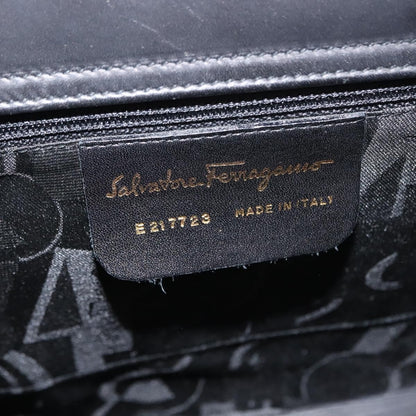 Salvatore Ferragamo
E217723 MADE IN ITALY